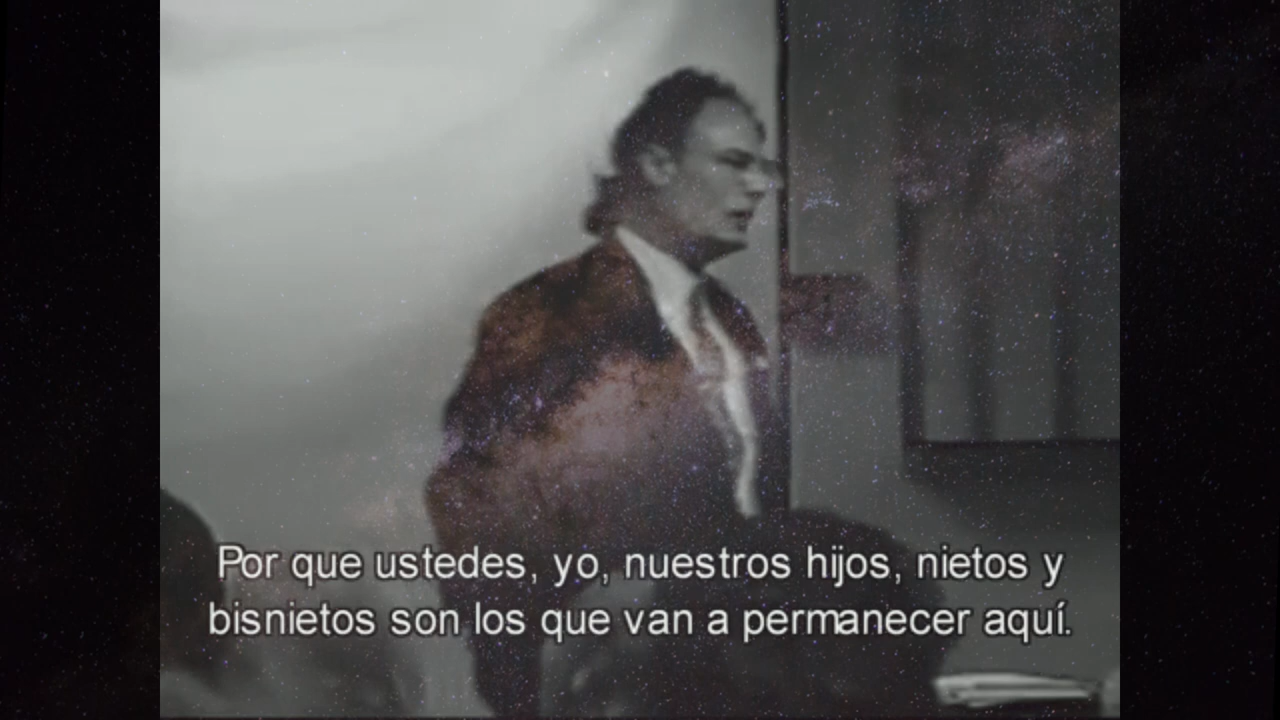 Por que ustedes, yo, nuestros hijos, nietos y
bisnietos son los que van a permanecer aquí.